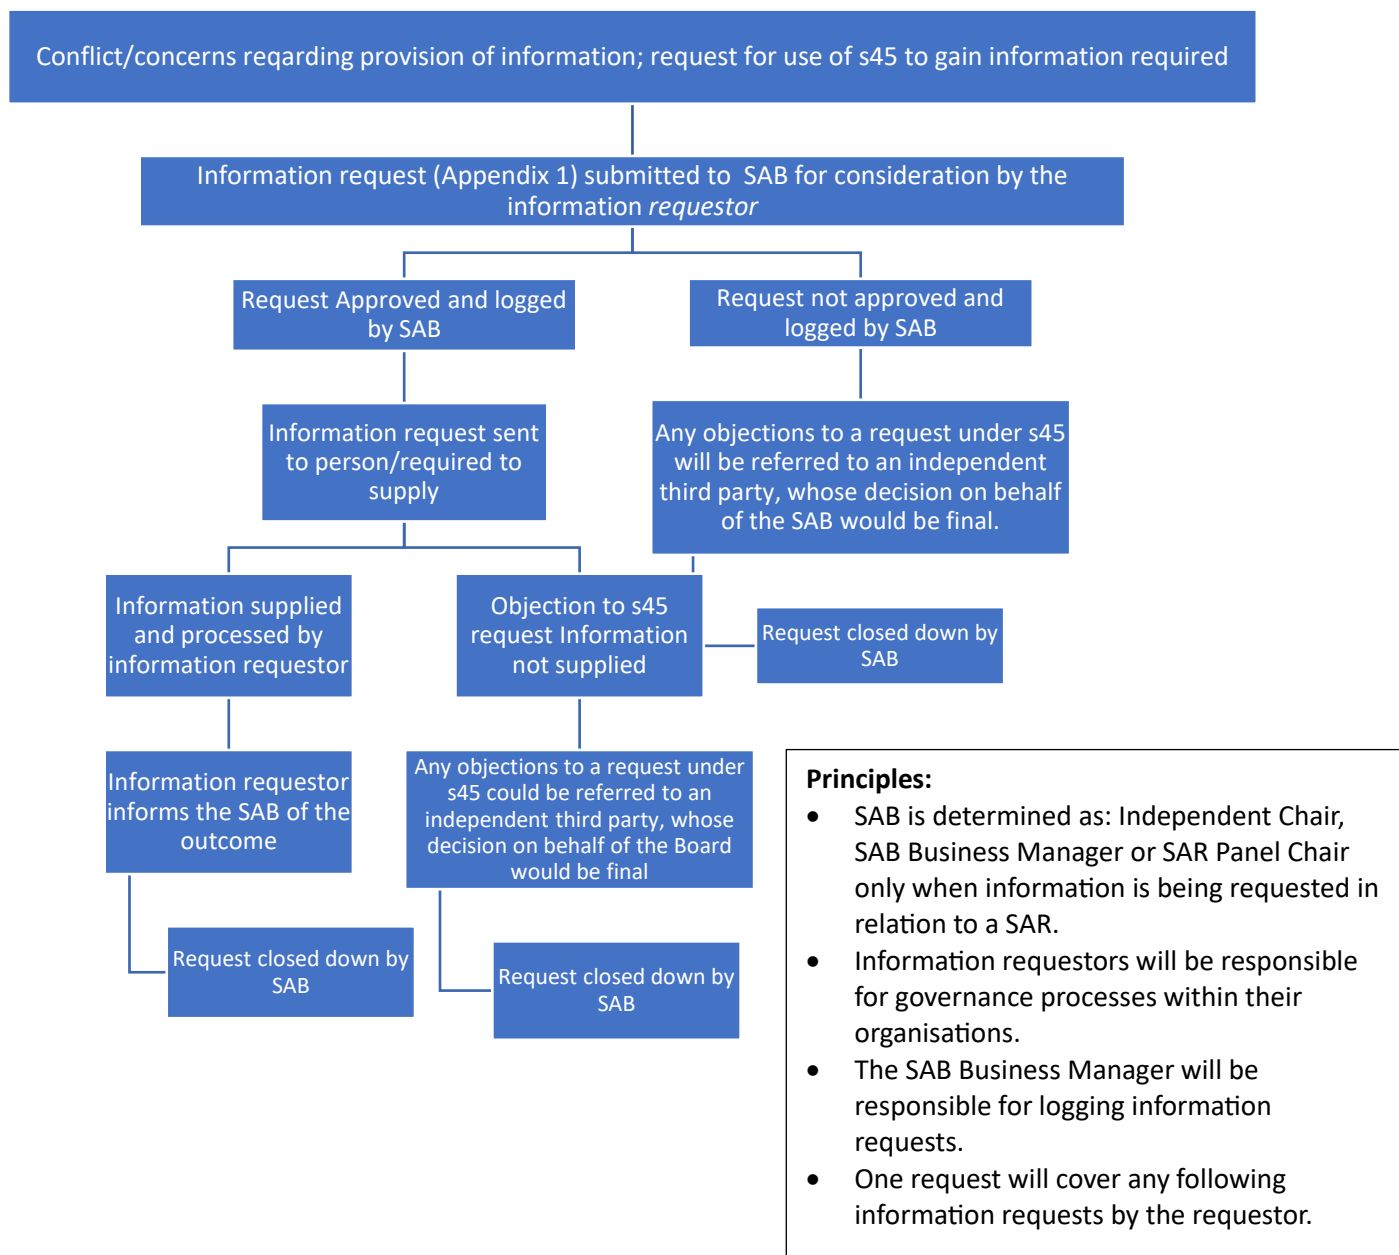 Conflict/concerns reqarding provision of information; request for use of s45 to gain information required
Information request (Appendix 1) submitted to SAB for consideration by the
information requestor
Request Approved and logged
by SAB
Request not approved and
logged by SAB
Information request sent
to person/required to
supply
Any objections to a request under s45
will be referred to an independent
third party, whose decision on behalf
of the SAB would be final.
Information supplied
and processed by
information requestor
Objection to s45
request Information
not supplied
Request closed down by
SAB
Information requestor
informs the SAB of the
outcome
Any objections to a request under
s45 could be referred to an
independent third party, whose
decision on behalf of the Board
would be final
Request closed down by
SAB
Request closed down by
SAB
Principles:
• SAB is determined as: Independent Chair,
SAB Business Manager or SAR Panel Chair
only when information is being requested in
relation to a SAR.
• Information requestors will be responsible
for governance processes within their
organisations.
• The SAB Business Manager will be
responsible for logging information
requests.
• One request will cover any following
information requests by the requestor.